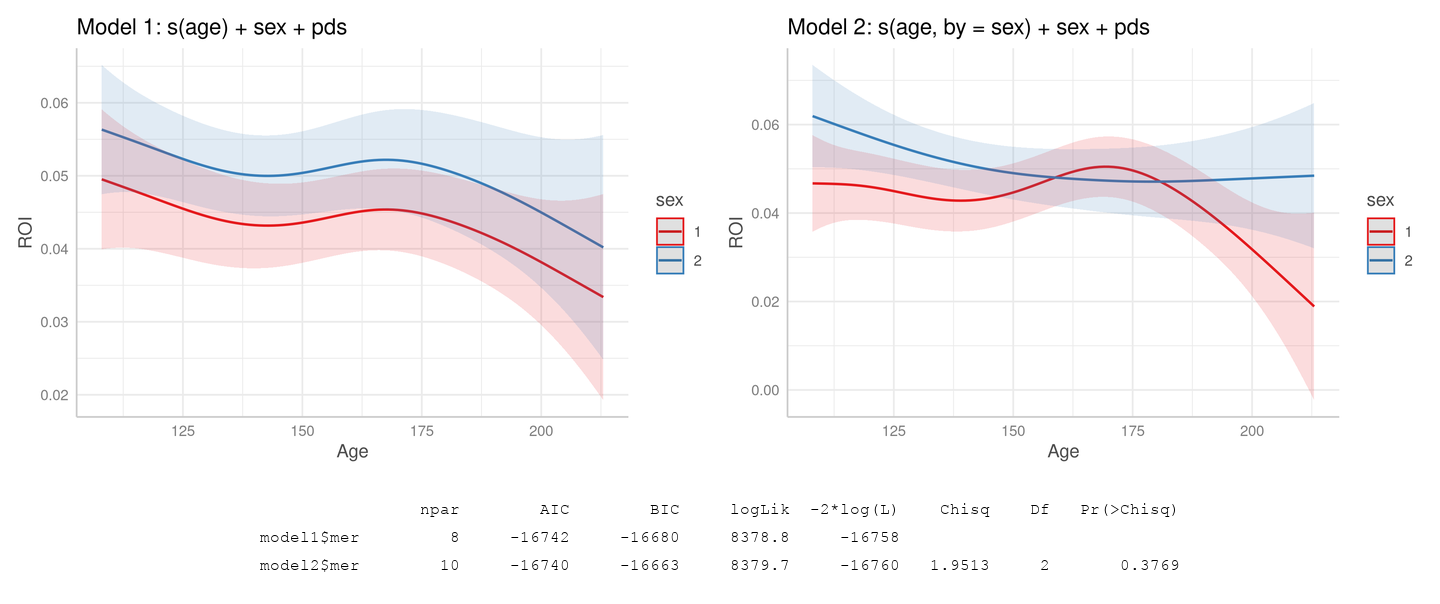 Model 1: s(age) + sex + pds
0.06
0.05
0.04
0.03
0.02
ROI
125 150 175 200
Age
sex
1
2
Model 2: s(age, by = sex) + sex + pds
0.06
0.04
0.02
0.00
ROI
125 150 175 200
Age
sex
1
2
npar AIC BIC logLik -2*log(L) Chisq Df Pr(>Chisq)
model1$mer 8 -16742 -16680 8378.8 -16758
model2$mer 10 -16740 -16663 8379.7 -16760 1.9513 2 0.3769